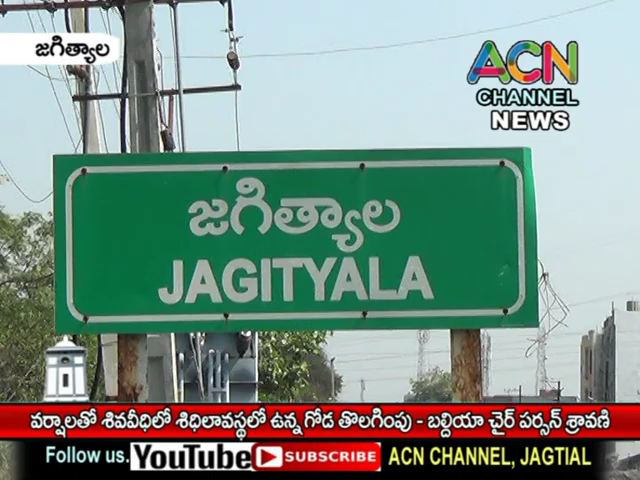 జగిత్యాల
ACN
CHANNEL
NEWS
జగిత్యాల
JAGITYALA
వర్షాలతో శివవీధిలో శిధిలావస్థలో ఉన్న గోడ తొలగింపు - బల్దియా చైర్ పర్సన్ శ్రావణి
Follow us. YouTube SUBSCRIBE ACN CHANNEL, JAGTIAL